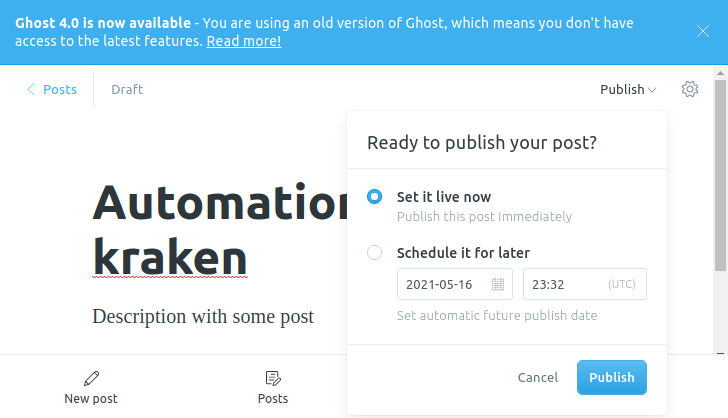 Ghost 4.0 is now available - You are using an old version of Ghost, which means you don't have
access to the latest features. Read more!
Posts
Draft
Publish
Ready to publish your post?
Set it live now
Publish this post immediately
Schedule it for later
2021-05-16
23:32
(UTC)
Set automatic future publish date
Cancel
Publish
Automation
kraken
Description with some post
New post
Posts